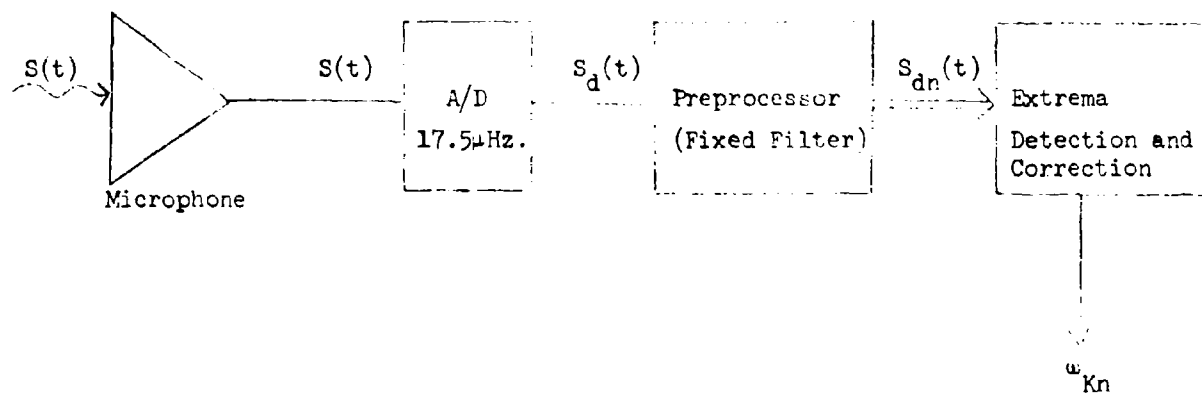 S(t)
S(t)
S_d(t)
S_dn(t)
A/D
17.5μHz.
Preprocessor
(Fixed Filter)
Extrema
Detection and
Correction
Microphone
ω_Kn